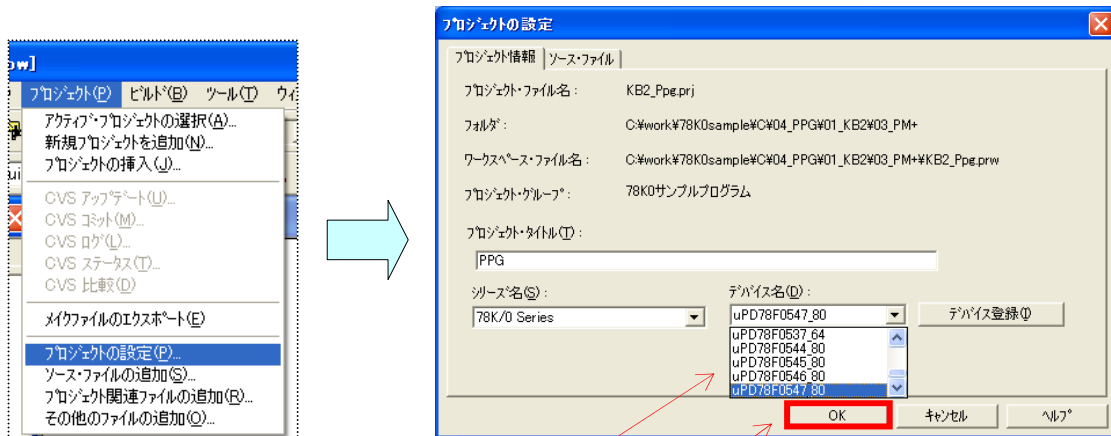 ow]
プロジェクト(P) ビルド(B) ツール(T) ウィ
アクティブ・プロジェクトの選択(A)...
新規プロジェクトを追加(N)...
プロジェクトの挿入(J)...
CVS アップデート(U)...
CVS コミット(M)...
CVS ログ(L)...
CVS ステータス(T)...
CVS 比較(D)
メイクファイルのエクスポート(E)
プロジェクトの設定(P)...
ソース・ファイルの追加(S)...
プロジェクト関連ファイルの追加(R)...
その他のファイルの追加(O)...
プロジェクトの設定
プロジェクト情報 ソース・ファイル
プロジェクト・ファイル名: KB2_Ppg.prj
フォルダ: C:¥work¥78K0sample¥C¥04_PPG¥01_KB2¥03_PM+
ワークスペース・ファイル名: C:¥work¥78K0sample¥C¥04_PPG¥01_KB2¥03_PM+¥KB2_Ppg.prw
プロジェクト・グループ: 78K0サンプルプログラム
プロジェクト・タイトル(T):
PPG
シリーズ名(S): デバイス名(D):
78K/0 Series uPD78F0547_80 デバイス登録(I)
uPD78F0537_64
uPD78F0544_80
uPD78F0545_80
uPD78F0546_80
uPD78F0547_80
OK キャンセル ヘルプ